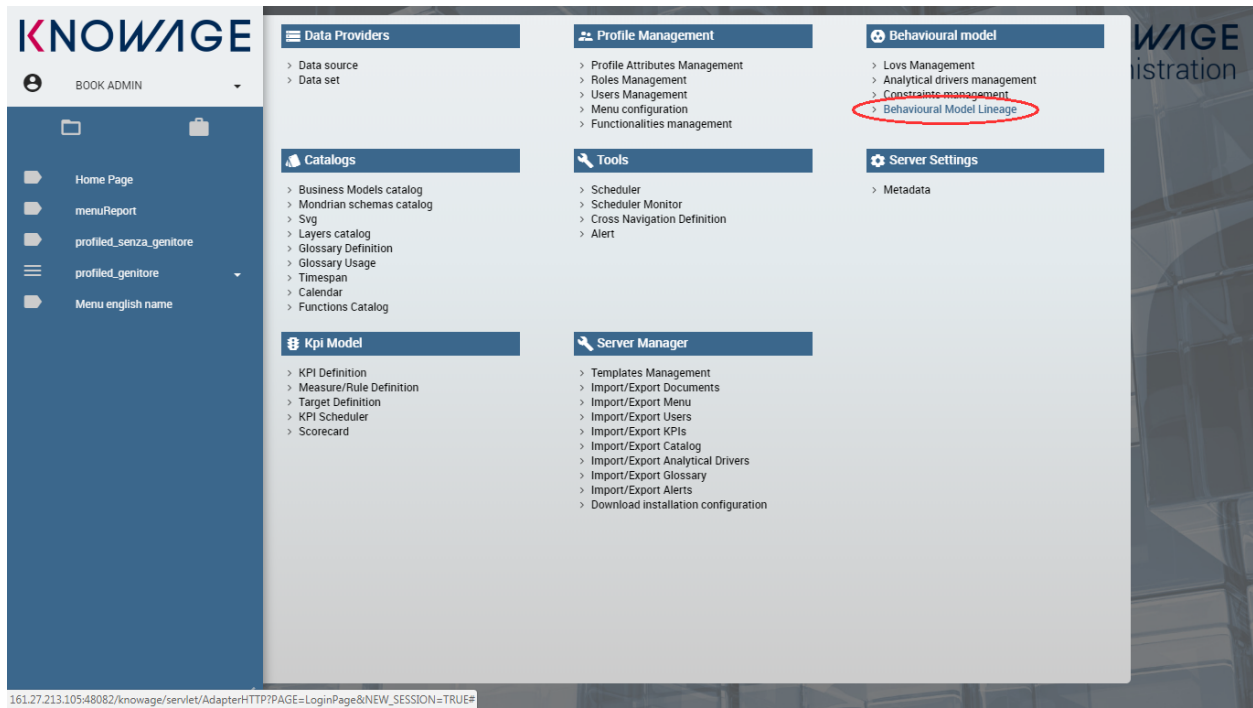 KNOWAGE
BOOK ADMIN
Home Page
menuReport
profiled_senza_genitore
profiled_genitore
Menu english name
Data Providers
> Data source
> Data set
Profile Management
> Profile Attributes Management
> Roles Management
> Users Management
> Menu configuration
> Functionalities management
Behavioural model
> Lovs Management
> Analytical drivers management
> Constraints management
> Behavioural Model Lineage
WAGE
istration
Catalogs
> Business Models catalog
> Mondrian schemas catalog
> Svg
> Layers catalog
> Glossary Definition
> Glossary Usage
> Timespan
> Calendar
> Functions Catalog
Tools
> Scheduler
> Scheduler Monitor
> Cross Navigation Definition
> Alert
Server Settings
> Metadata
Kpi Model
> KPI Definition
> Measure/Rule Definition
> Target Definition
> KPI Scheduler
> Scorecard
Server Manager
> Templates Management
> Import/Export Documents
> Import/Export Menu
> Import/Export Users
> Import/Export KPIs
> Import/Export Catalog
> Import/Export Analytical Drivers
> Import/Export Glossary
> Import/Export Alerts
> Download installation configuration
161.27.213.105:48082/knowage/servlet/AdapterHTTP?PAGE=LoginPage&NEW_SESSION=TRUE#